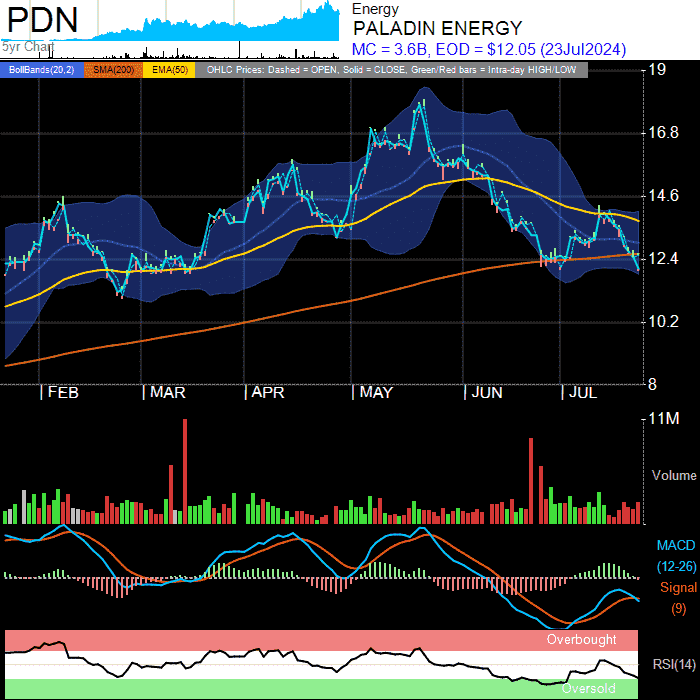 PDN
5yr Chart
Energy
PALADIN ENERGY
MC = 3.6B, EOD = $12.05 (23Jul2024)
BollBands(20,2) SMA(200) EMA(50) OHLC Prices: Dashed = OPEN, Solid = CLOSE, Green/Red bars = Intra-day HIGH/LOW
19
16.8
14.6
12.4
10.2
8
FEB MAR APR MAY JUN JUL
11M
Volume
MACD
(12-26)
Signal
(9)
Overbought
RSI(14)
Oversold